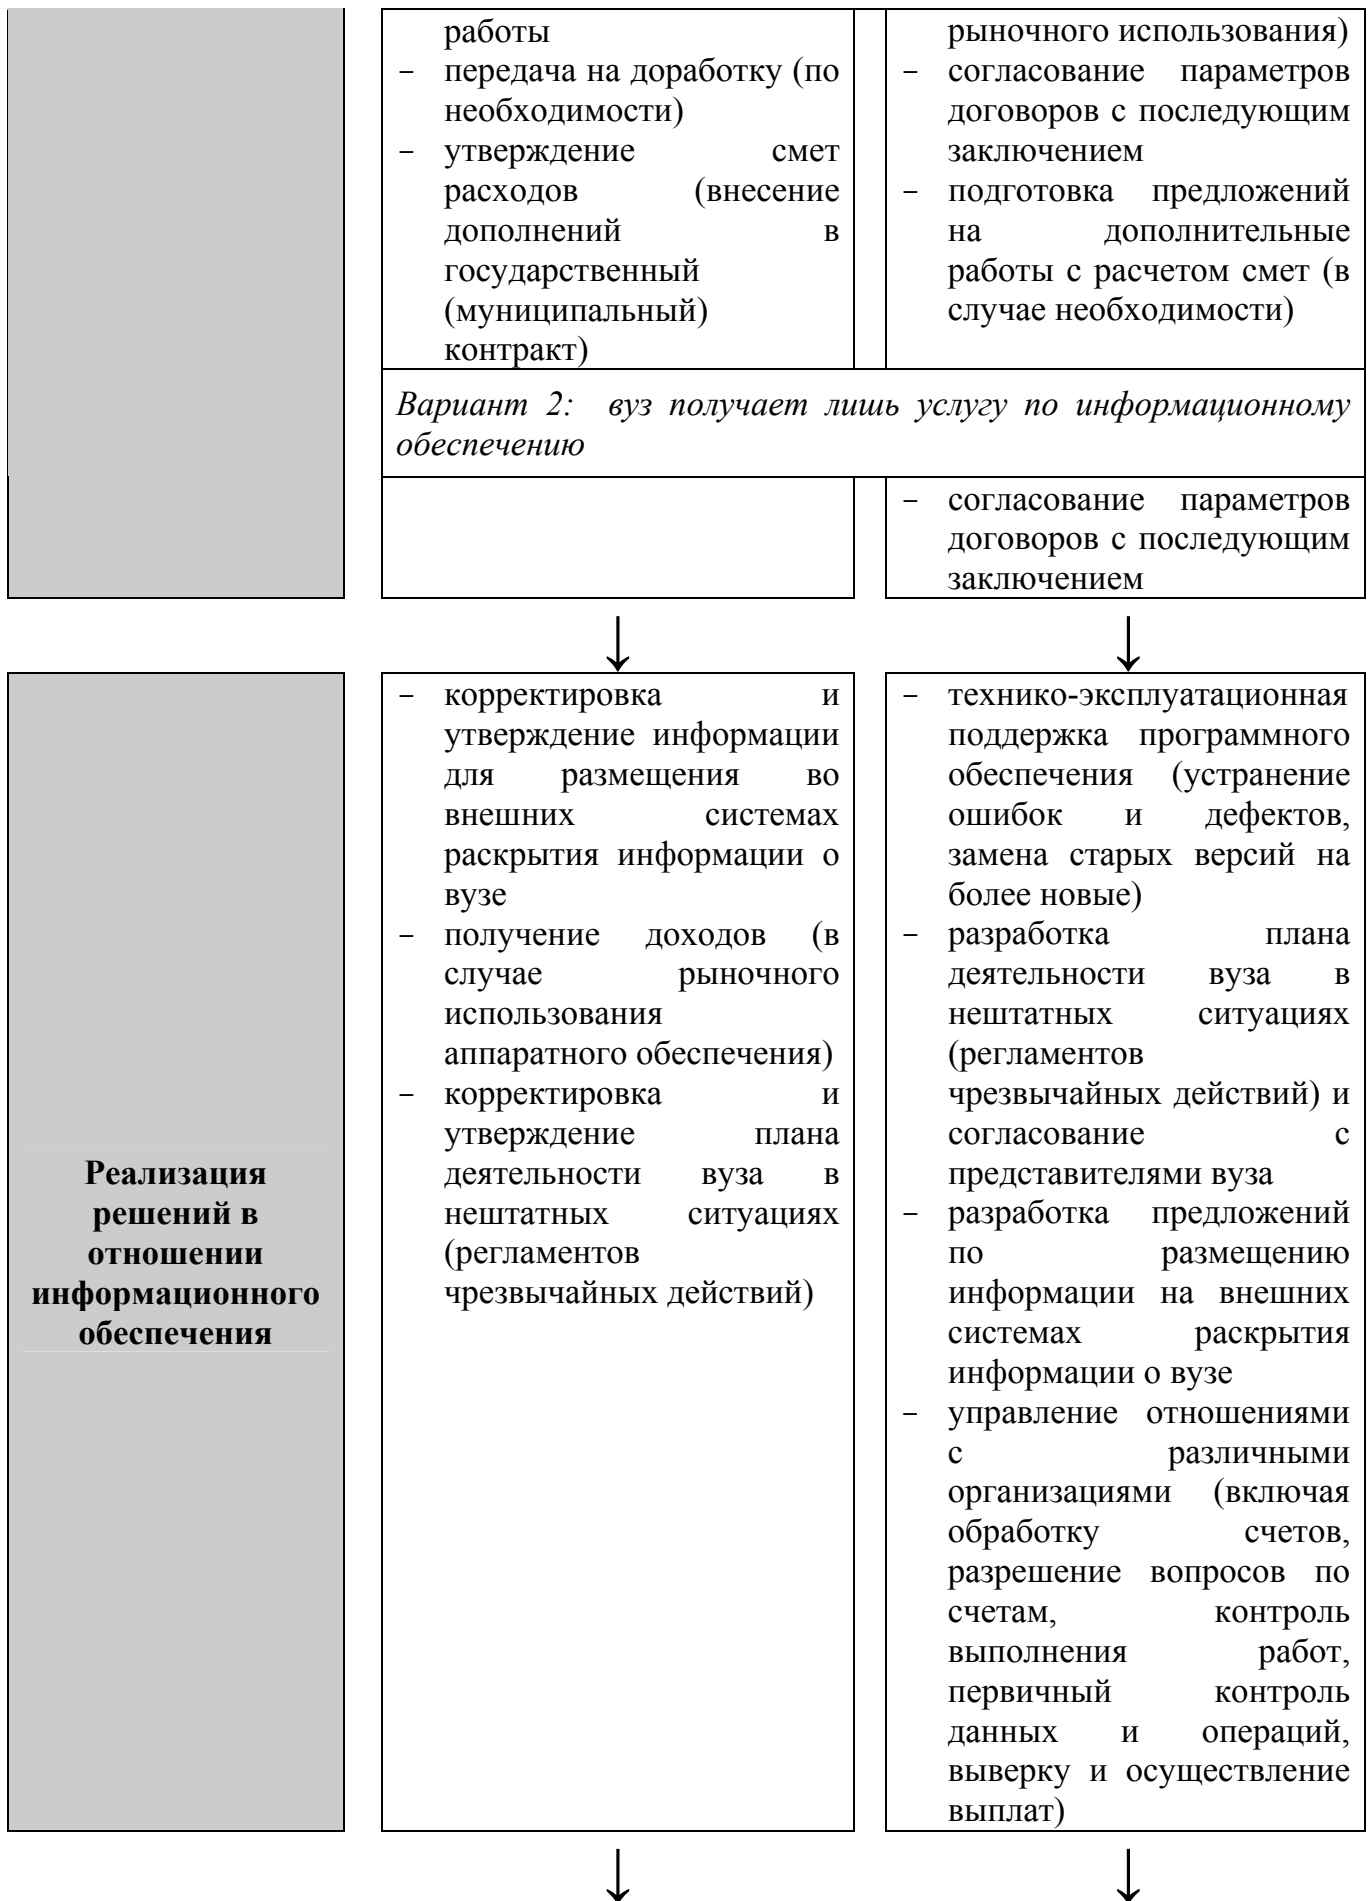 работы
- передача на доработку (по
необходимости)
- утверждение смет
расходов (внесение
дополнений в
государственный
(муниципальный)
контракт)
рыночного использования)
- согласование параметров
договоров с последующим
заключением
- подготовка предложений
на дополнительные
работы с расчетом смет (в
случае необходимости)
Вариант 2: вуз получает лишь услугу по информационному
обеспечению
- согласование параметров
договоров с последующим
заключением
↓ ↓
Реализация
решений в
отношении
информационного
обеспечения
- корректировка и
утверждение информации
для размещения во
внешних системах
раскрытия информации о
вузе
- получение доходов (в
случае рыночного
использования
аппаратного обеспечения)
- корректировка и
утверждение плана
деятельности вуза в
нештатных ситуациях
(регламентов
чрезвычайных действий)
- технико-эксплуатационная
поддержка программного
обеспечения (устранение
ошибок и дефектов,
замена старых версий на
более новые)
- разработка плана
деятельности вуза в
нештатных ситуациях
(регламентов
чрезвычайных действий) и
согласование с
представителями вуза
- разработка предложений
по размещению
информации на внешних
системах раскрытия
информации о вузе
- управление отношениями
с различными
организациями (включая
обработку счетов,
разрешение вопросов по
счетам, контроль
выполнения работ,
первичный контроль
данных и операций,
выверку и осуществление
выплат)
↓ ↓